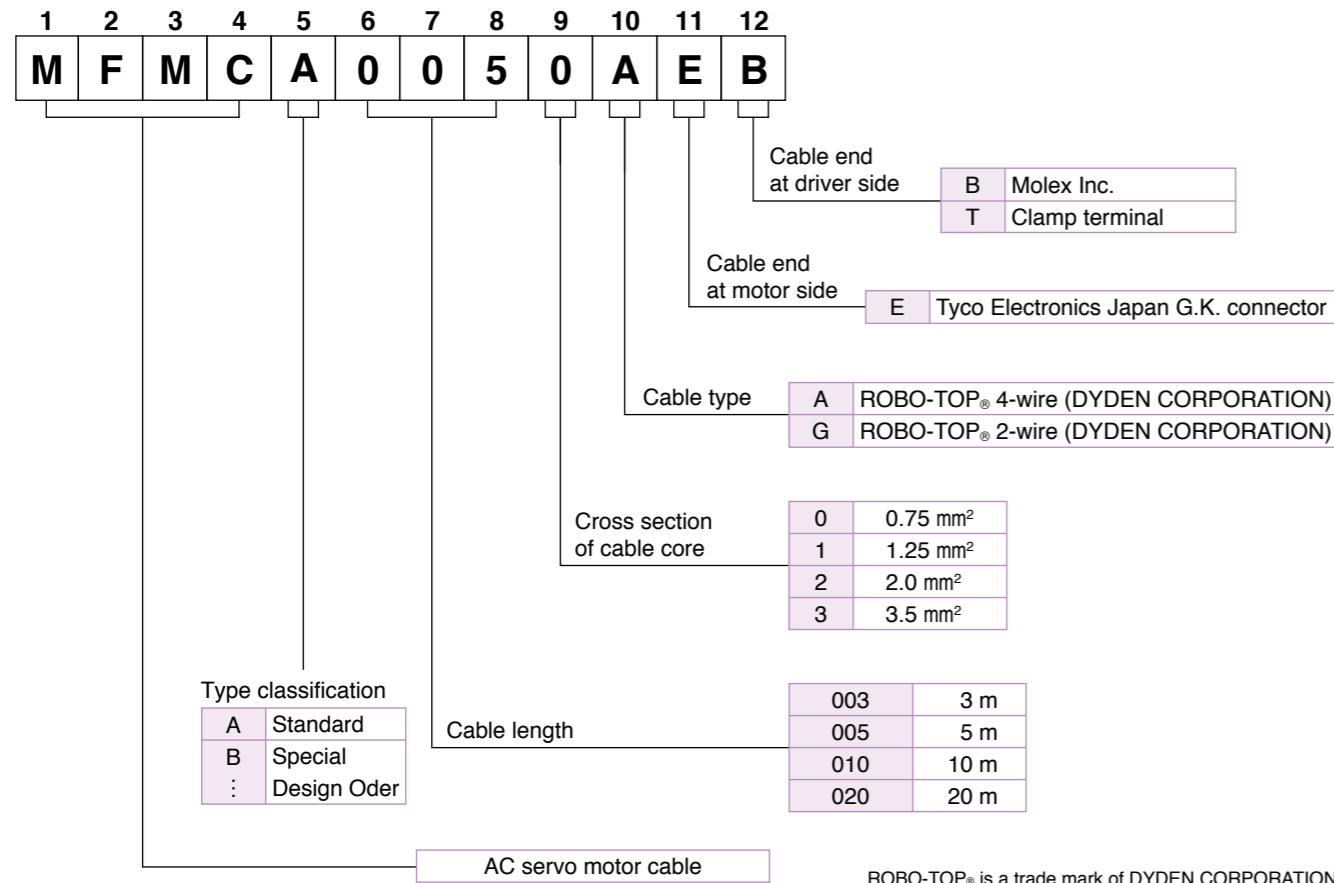 1 2 3 4 5 6 7 8 9 10 11 12
M F M C A 0 0 5 0 A E B
Cable end
at driver side
B Molex Inc.
T Clamp terminal
Cable end
at motor side
E Tyco Electronics Japan G.K. connector
Cable type
A ROBO-TOP® 4-wire (DYDEN CORPORATION)
G ROBO-TOP® 2-wire (DYDEN CORPORATION)
Cross section
of cable core
0 0.75 mm²
1 1.25 mm²
2 2.0 mm²
3 3.5 mm²
Type classification
A Standard
B Special
⋮ Design Oder
Cable length
003 3 m
005 5 m
010 10 m
020 20 m
AC servo motor cable
ROBO-TOP® is a trade mark of DYDEN CORPORATION